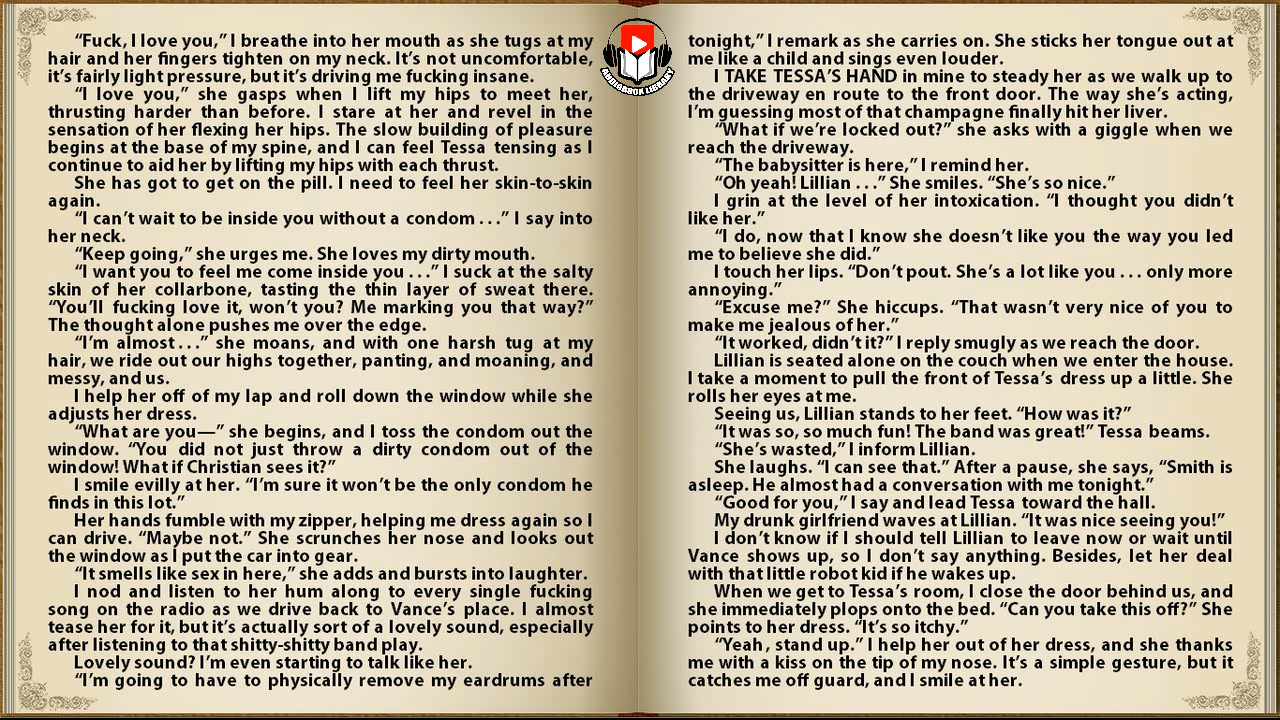 “Fuck, I love you,” I breathe into her mouth as she tugs at my
hair and her fingers tighten on my neck. It’s not uncomfortable,
it’s fairly light pressure, but it’s driving me fucking insane.
“I love you,” she gasps when I lift my hips to meet her,
thrusting harder than before. I stare at her and revel in the
sensation of her flexing her hips. The slow building of pleasure
begins at the base of my spine, and I can feel Tessa tensing as I
continue to aid her by lifting my hips with each thrust.
She has got to get on the pill. I need to feel her skin-to-skin
again.
“I can’t wait to be inside you without a condom . . .” I say into
her neck.
“Keep going,” she urges me. She loves my dirty mouth.
“I want you to feel me come inside you . . .” I suck at the salty
skin of her collarbone, tasting the thin layer of sweat there.
“You’ll fucking love it, won’t you? Me marking you that way?”
The thought alone pushes me over the edge.
“I’m almost . . .” she moans, and with one harsh tug at my
hair, we ride out our highs together, panting, and moaning, and
messy, and us.
I help her off of my lap and roll down the window while she
adjusts her dress.
“What are you—” she begins, and I toss the condom out the
window. “You did not just throw a dirty condom out of the
window! What if Christian sees it?”
I smile evilly at her. “I’m sure it won’t be the only condom he
finds in this lot.”
Her hands fumble with my zipper, helping me dress again so I
can drive. “Maybe not.” She scrunches her nose and looks out
the window as I put the car into gear.
“It smells like sex in here,” she adds and bursts into laughter.
I nod and listen to her hum along to every single fucking
song on the radio as we drive back to Vance’s place. I almost
tease her for it, but it’s actually sort of a lovely sound, especially
after listening to that shitty-shitty band play.
Lovely sound? I’m even starting to talk like her.
“I’m going to have to physically remove my eardrums after
AUDIOBOOK LIBRARY
tonight,” I remark as she carries on. She sticks her tongue out at
me like a child and sings even louder.
I TAKE TESSA’S HAND in mine to steady her as we walk up to
the driveway en route to the front door. The way she’s acting,
I’m guessing most of that champagne finally hit her liver.
“What if we’re locked out?” she asks with a giggle when we
reach the driveway.
“The babysitter is here,” I remind her.
“Oh yeah! Lillian . . .” She smiles. “She’s so nice.”
I grin at the level of her intoxication. “I thought you didn’t
like her.”
“I do, now that I know she doesn’t like you the way you led
me to believe she did.”
I touch her lips. “Don’t pout. She’s a lot like you . . . only more
annoying.”
“Excuse me?” She hiccups. “That wasn’t very nice of you to
make me jealous of her.”
“It worked, didn’t it?” I reply smugly as we reach the door.
Lillian is seated alone on the couch when we enter the house.
I take a moment to pull the front of Tessa’s dress up a little. She
rolls her eyes at me.
Seeing us, Lillian stands to her feet. “How was it?”
“It was so, so much fun! The band was great!” Tessa beams.
“She’s wasted,” I inform Lillian.
She laughs. “I can see that.” After a pause, she says, “Smith is
asleep. He almost had a conversation with me tonight.”
“Good for you,” I say and lead Tessa toward the hall.
My drunk girlfriend waves at Lillian. “It was nice seeing you!”
I don’t know if I should tell Lillian to leave now or wait until
Vance shows up, so I don’t say anything. Besides, let her deal
with that little robot kid if he wakes up.
When we get to Tessa’s room, I close the door behind us, and
she immediately plops onto the bed. “Can you take this off?” She
points to her dress. “It’s so itchy.”
“Yeah, stand up.” I help her out of her dress, and she thanks
me with a kiss on the tip of my nose. It’s a simple gesture, but it
catches me off guard, and I smile at her.